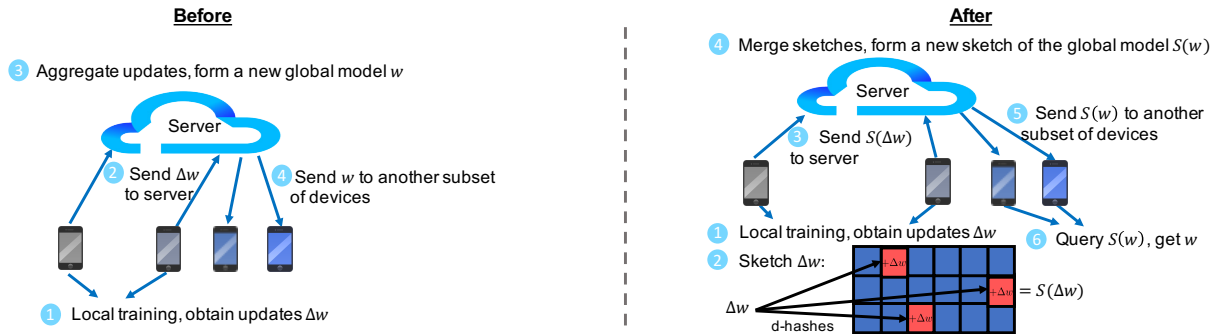 Before
3 Aggregate updates, form a new global model w
Server
2 Send Δw
to server
4 Send w to another subset
of devices
1 Local training, obtain updates Δw
After
4 Merge sketches, form a new sketch of the global model S(w)
Server
5 Send S(w) to another
subset of devices
3 Send S(Δw)
to server
1 Local training, obtain updates Δw
6 Query S(w), get w
2 Sketch Δw:
+Δw
+Δw = S(Δw)
Δw
+Δw
d-hashes